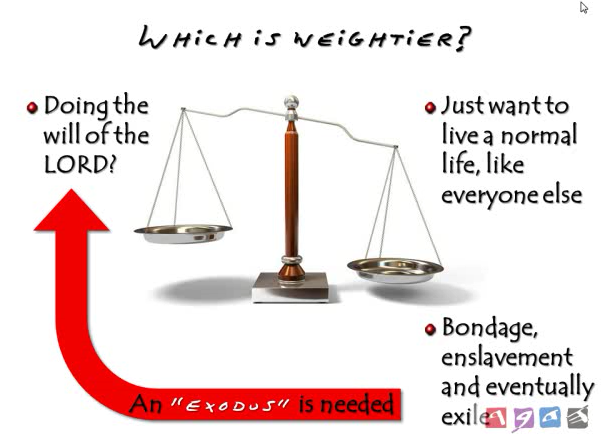 Which is weightier?
Doing the
will of the
LORD?
Just want to
live a normal
life, like
everyone else
Bondage,
enslavement
and eventually
exile
An "Exodus" is needed